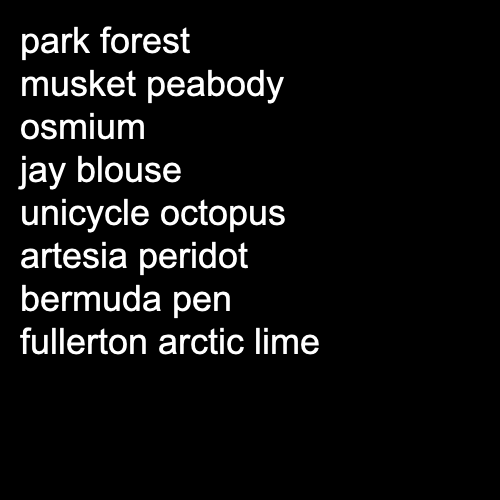 park forest
musket peabody
osmium
jay blouse
unicycle octopus
artesia peridot
bermuda pen
fullerton arctic lime